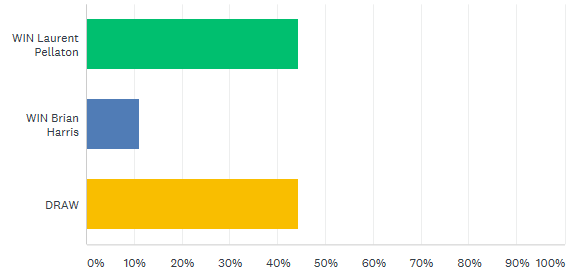 WIN Laurent
Pellaton
WIN Brian
Harris
DRAW
0% 10% 20% 30% 40% 50% 60% 70% 80% 90% 100%